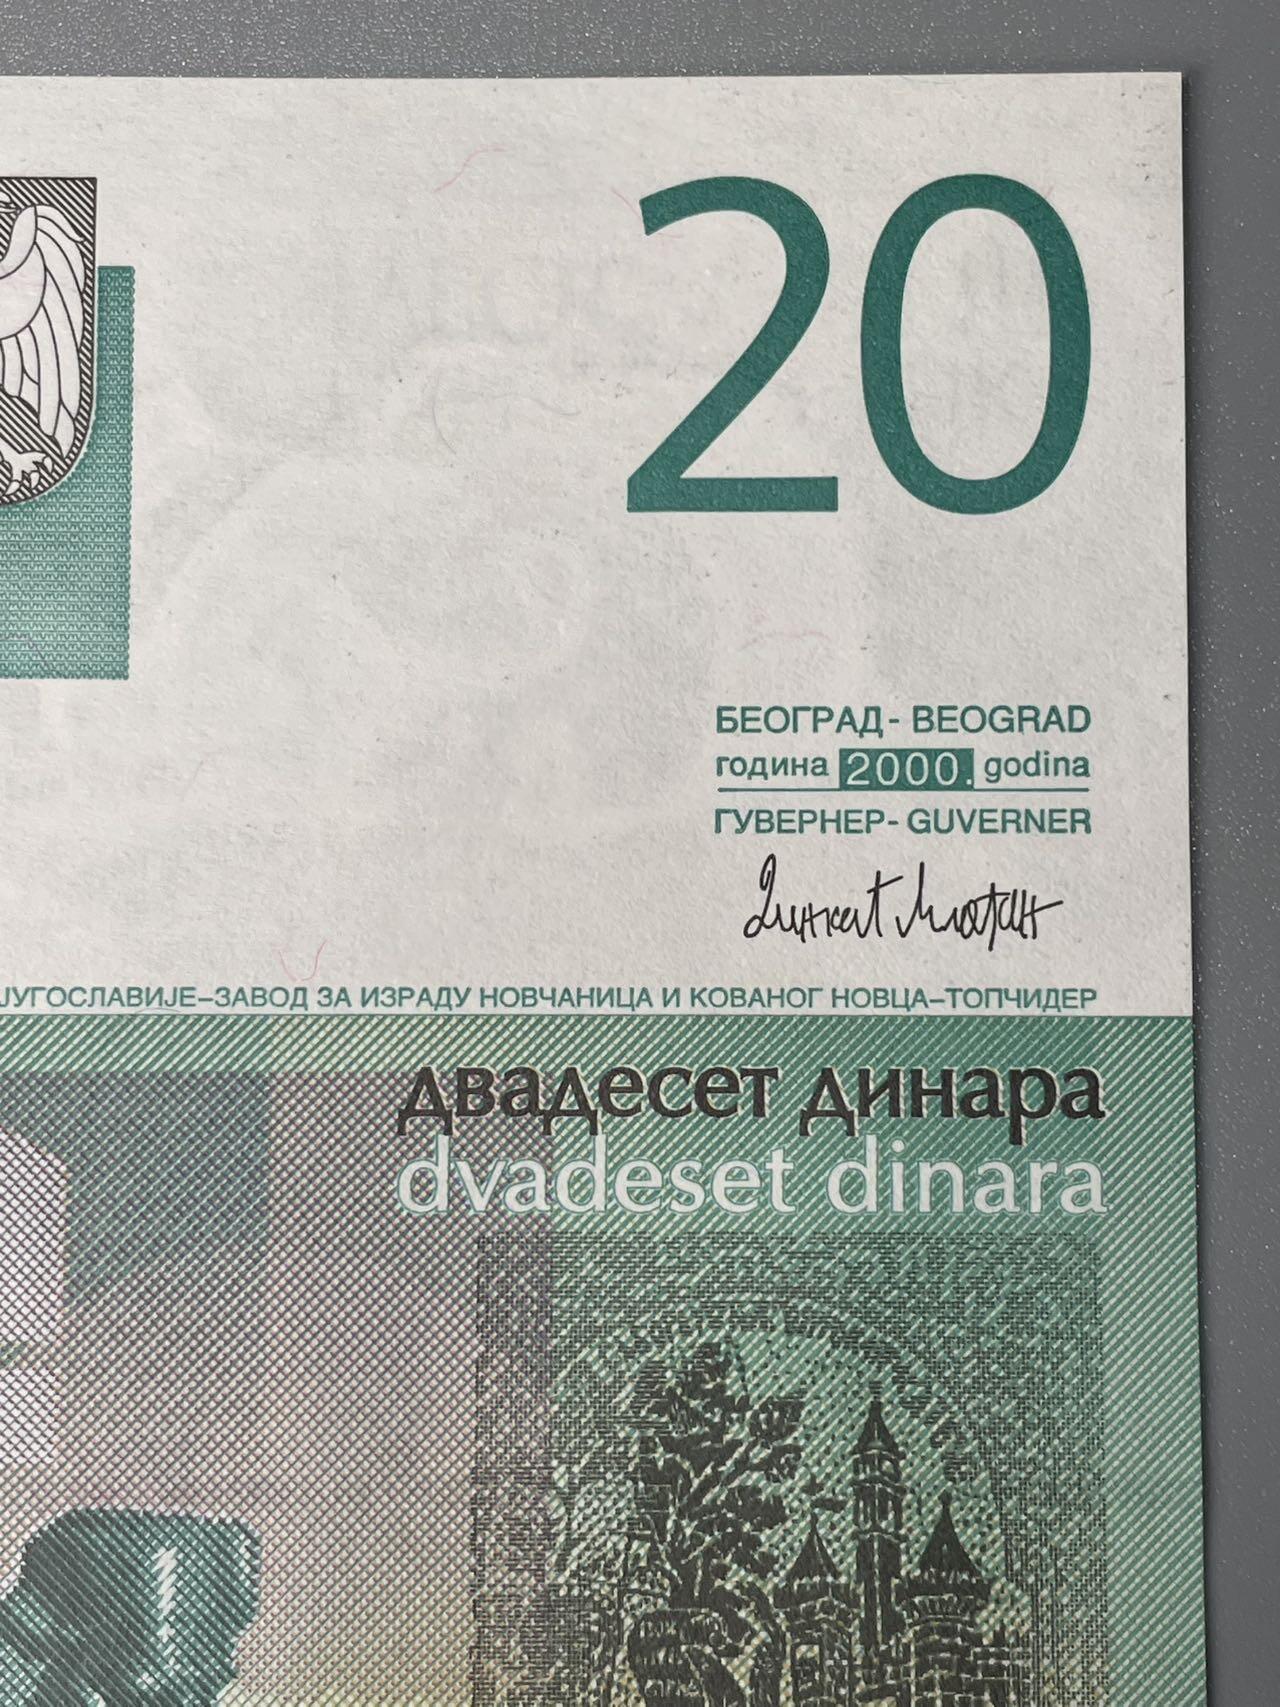 20
БЕОГРАД - BEOGRAD
година 2000. godina
ГУВЕРНЕР - GUVERNER
ЈУГОСЛАВИЈЕ–ЗАВОД ЗА ИЗРАДУ НОВЧАНИЦА И КОВАНОГ НОВЦА–ТОПЧИДЕР
двадесет динара
dvadeset dinara